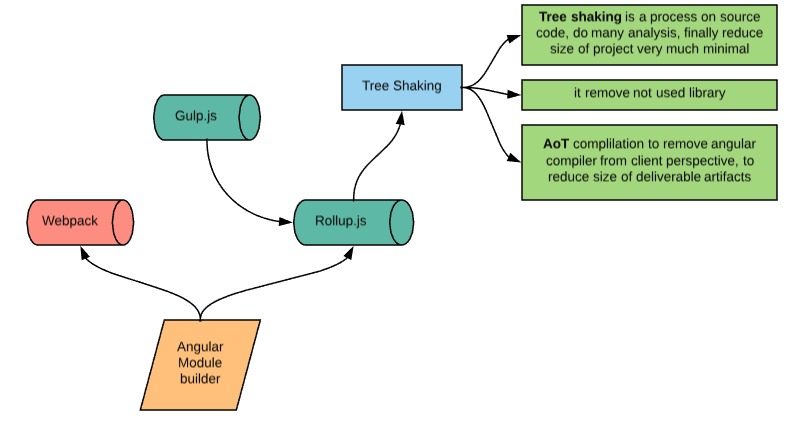 Tree shaking is a process on source
code, do many analysis, finally reduce
size of project very much minimal
Tree Shaking
it remove not used library
Gulp.js
AoT complilation to remove angular
compiler from client perspective, to
reduce size of deliverable artifacts
Webpack
Rollup.js
Angular
Module
builder